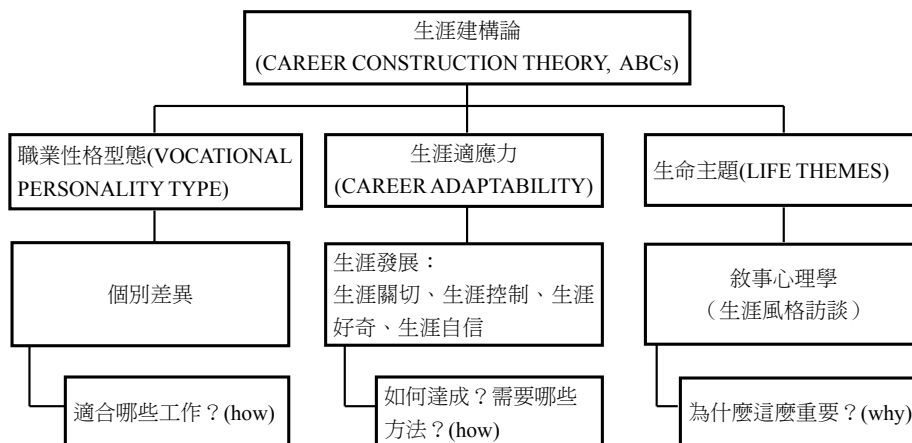 生涯建構論
(CAREER CONSTRUCTION THEORY, ABCs)
職業性格型態(VOCATIONAL
PERSONALITY TYPE)
生涯適應力
(CAREER ADAPTABILITY)
生命主題(LIFE THEMES)
個別差異
生涯發展：
生涯關切、生涯控制、生涯
好奇、生涯自信
敘事心理學
（生涯風格訪談）
適合哪些工作？(how)
如何達成？需要哪些
方法？(how)
為什麼這麼重要？(why)